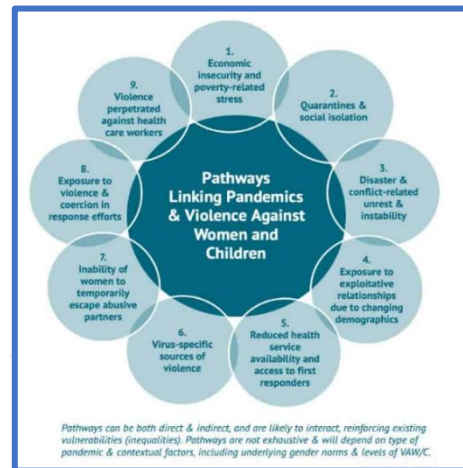 1.
Economic
insecurity and
poverty-related
stress
2.
Quarantines &
social isolation
3.
Disaster &
conflict-related
unrest &
instability
4.
Exposure to
exploitative
relationships
due to changing
demographics
5.
Reduced health
service
availability and
access to first
responders
6.
Virus-specific
sources of
violence
7.
Inability of
women to
temporarily
escape abusive
partners
8.
Exposure to
violence &
coercion in
response efforts
9.
Violence
perpetrated
against health
care workers
Pathways
Linking Pandemics
& Violence Against
Women and
Children
Pathways can be both direct & indirect, and are likely to interact, reinforcing existing
vulnerabilities (inequalities). Pathways are not exhaustive & will depend on type of
pandemic & contextual factors, including underlying gender norms & levels of VAW/C.